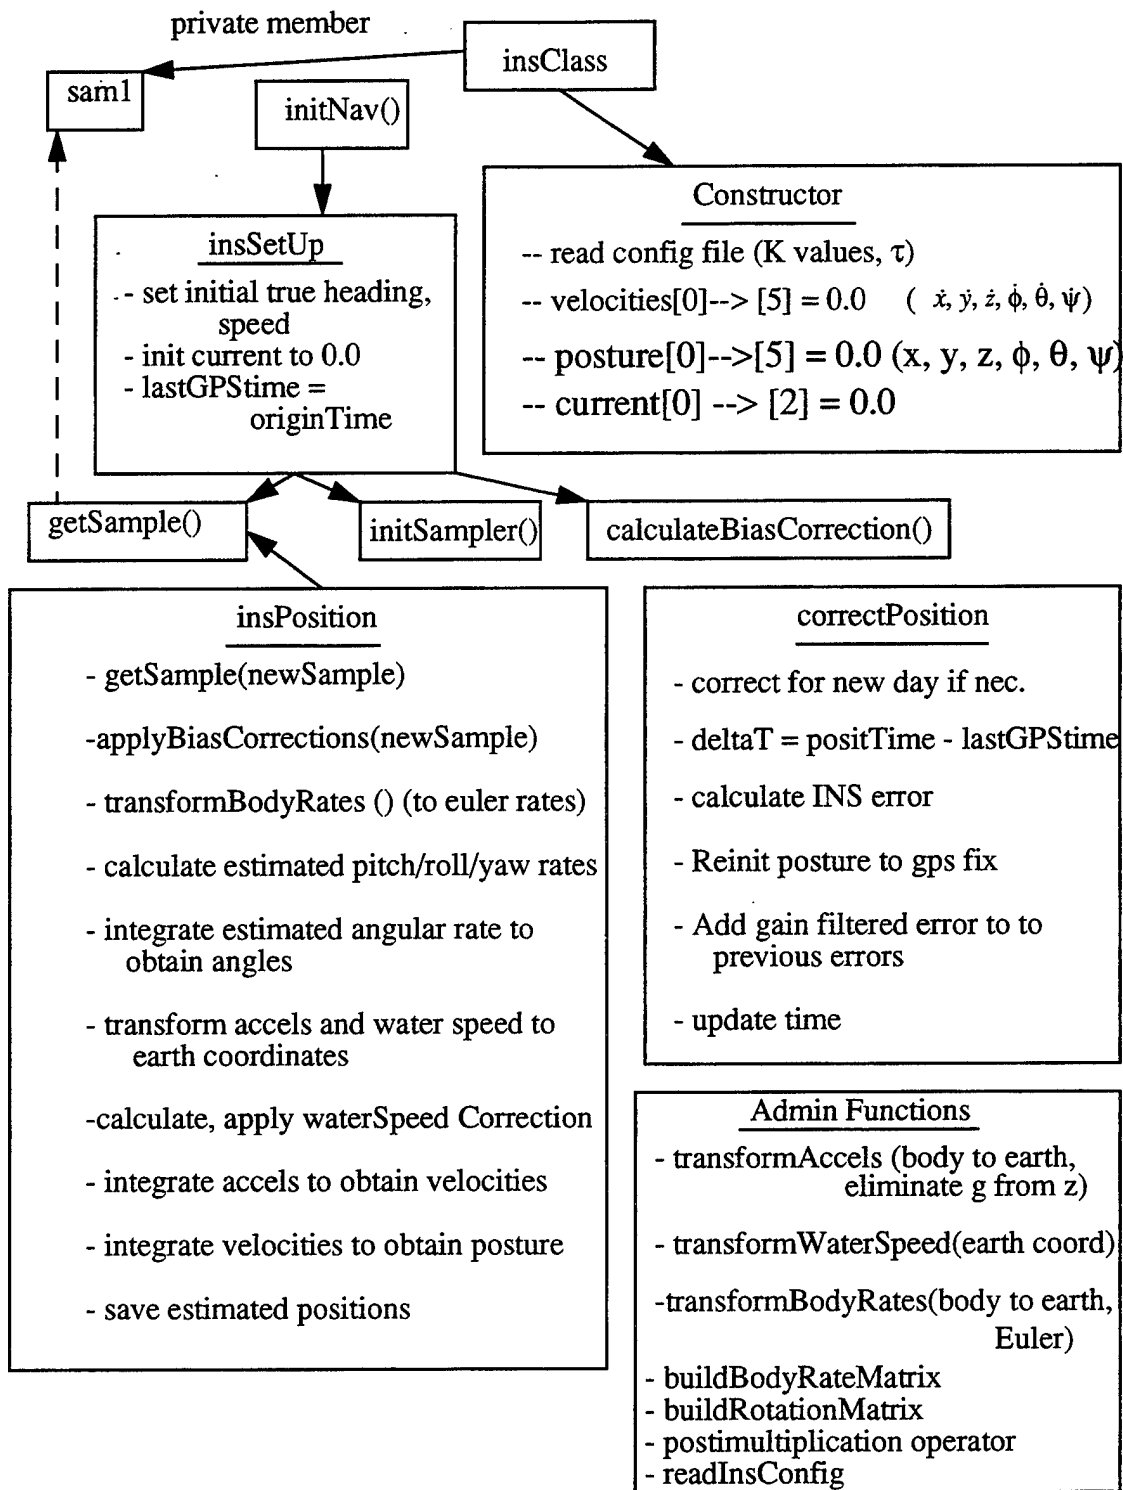 private member
insClass
sam1
initNav()
Constructor
-- read config file (K values, τ)
-- velocities[0]--> [5] = 0.0 ( ẋ, ẏ, ż, ϕ̇, θ̇, ψ̇)
-- posture[0]-->[5] = 0.0 (x, y, z, ϕ, θ, ψ)
-- current[0] --> [2] = 0.0
insSetUp
- set initial true heading,
speed
- init current to 0.0
- lastGPStime =
originTime
getSample()
initSampler()
calculateBiasCorrection()
insPosition
- getSample(newSample)
-applyBiasCorrections(newSample)
- transformBodyRates () (to euler rates)
- calculate estimated pitch/roll/yaw rates
- integrate estimated angular rate to
obtain angles
- transform accels and water speed to
earth coordinates
-calculate, apply waterSpeed Correction
- integrate accels to obtain velocities
- integrate velocities to obtain posture
- save estimated positions
correctPosition
- correct for new day if nec.
- deltaT = positTime - lastGPStime
- calculate INS error
- Reinit posture to gps fix
- Add gain filtered error to to
previous errors
- update time
Admin Functions
- transformAccels (body to earth,
eliminate g from z)
- transformWaterSpeed(earth coord)
-transformBodyRates(body to earth,
Euler)
- buildBodyRateMatrix
- buildRotationMatrix
- postimultiplication operator
- readInsConfig